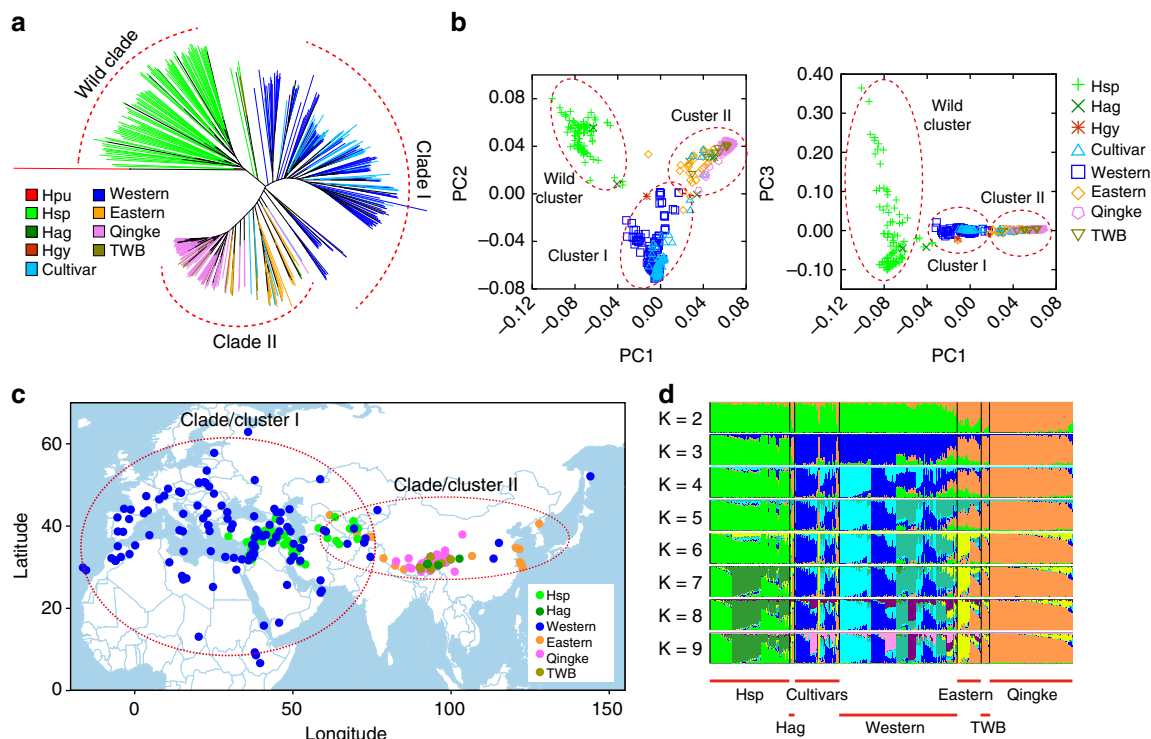 a
Wild clade
Clade I
Clade II
Hpu
Hsp
Hag
Hgy
Cultivar
Western
Eastern
Qingke
TWB
b
PC2
0.08
0.04
0.00
−0.04
−0.08
−0.12
−0.08
−0.04
0.00
0.04
0.08
PC1
Wild
cluster
Custer II
Cluster I
PC3
0.40
0.30
0.20
0.10
0.00
−0.10
−0.12
−0.08
−0.04
0.00
0.04
0.08
PC1
Wild
cluster
Cluster II
Cluster I
Hsp
Hag
Hgy
Cultivar
Western
Eastern
Qingke
TWB
c
Clade/cluster I
Clade/cluster II
Latitude
60
40
20
0
0
50
100
150
Longitude
Hsp
Hag
Western
Eastern
Qingke
TWB
d
K = 2
K = 3
K = 4
K = 5
K = 6
K = 7
K = 8
K = 9
Hsp
Cultivars
Eastern
Qingke
Hag
Western
TWB